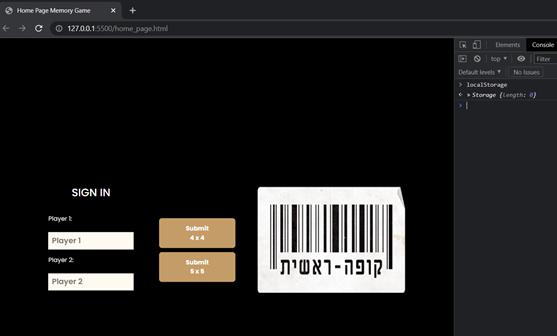 Home Page Memory Game
127.0.0.1:5500/home_page.html
Elements
Console
top
Filter
Default levels
No Issues
localStorage
Storage {length: 0}
SIGN IN
Player 1:
Player 1
Player 2:
Player 2
Submit
4 x 4
Submit
5 x 5
קופה-ראשית